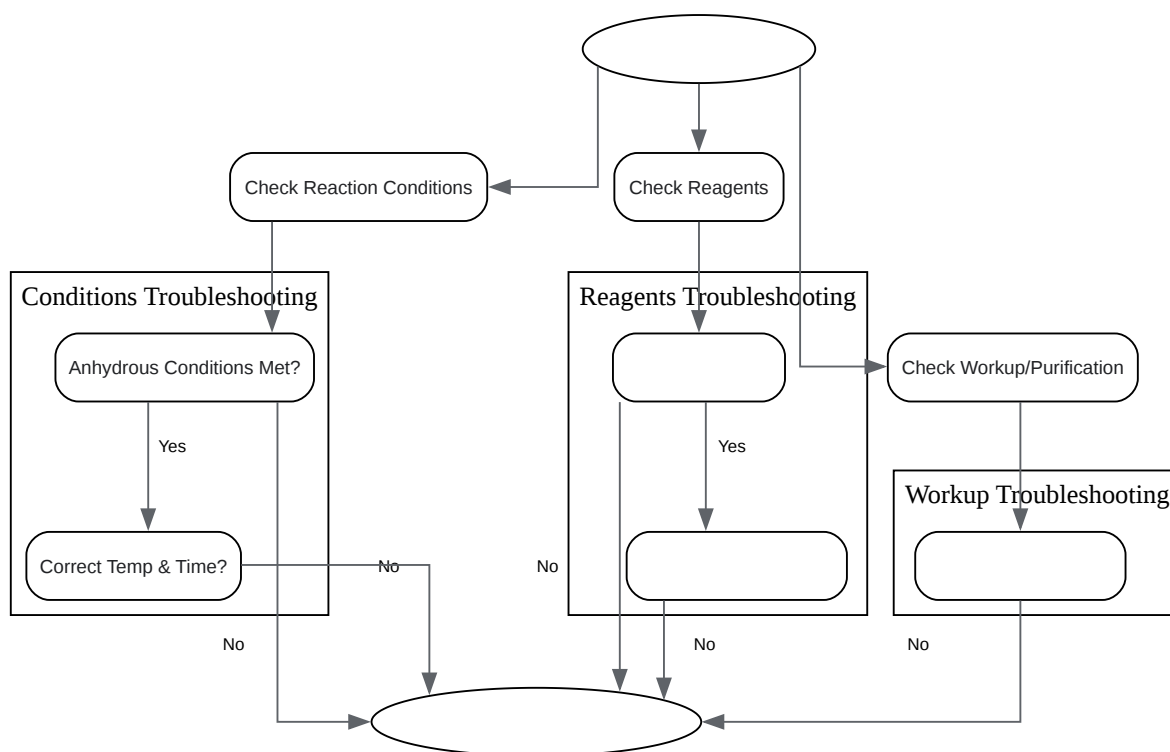 Check Reaction Conditions
Check Reagents
Conditions Troubleshooting
Reagents Troubleshooting
Anhydrous Conditions Met?
Check Workup/Purification
Yes
Yes
Workup Troubleshooting
Correct Temp & Time?
No
No
No
No
No